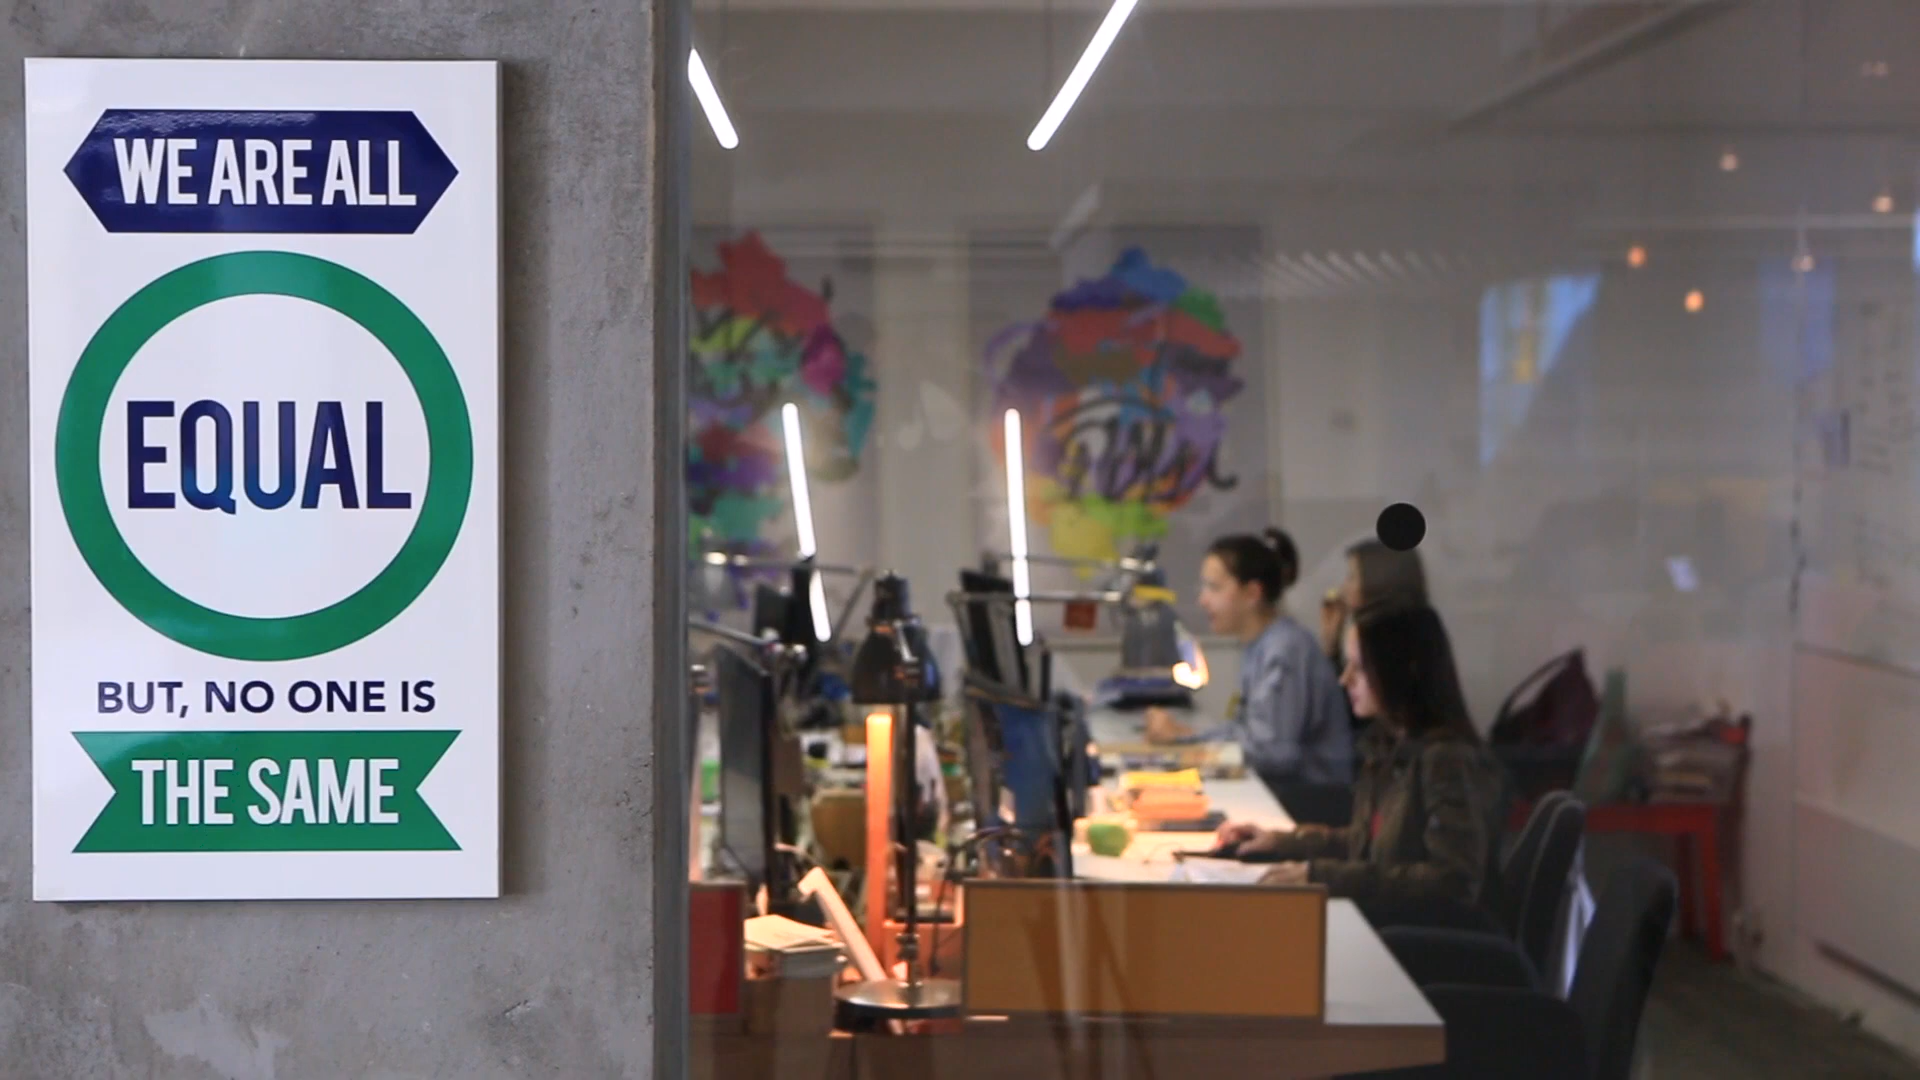 WE ARE ALL
EQUAL
BUT, NO ONE IS
THE SAME